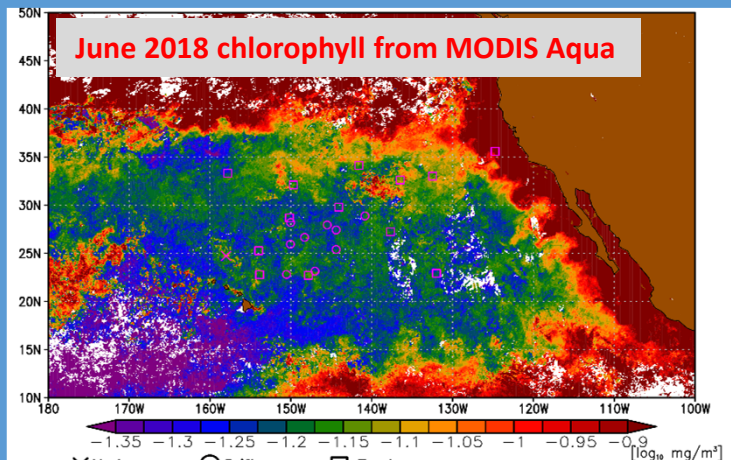 June 2018 chlorophyll from MODIS Aqua
50N
45N
40N
35N
30N
25N
20N
15N
10N
180 170W 160W 150W 140W 130W 120W 110W 100W
−1.35 −1.3 −1.25 −1.2 −1.15 −1.1 −1.05 −1 −0.95 −0.9
[log₁₀ mg/m³]